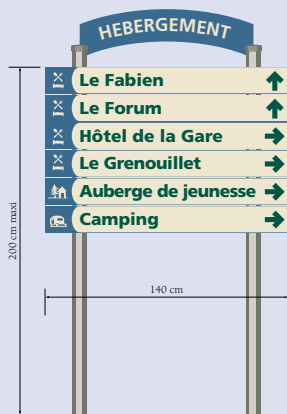 HEBERGEMENT
Le Fabien
Le Forum
Hôtel de la Gare
Le Grenouillet
Auberge de jeunesse
Camping
200 cm maxi
140 cm